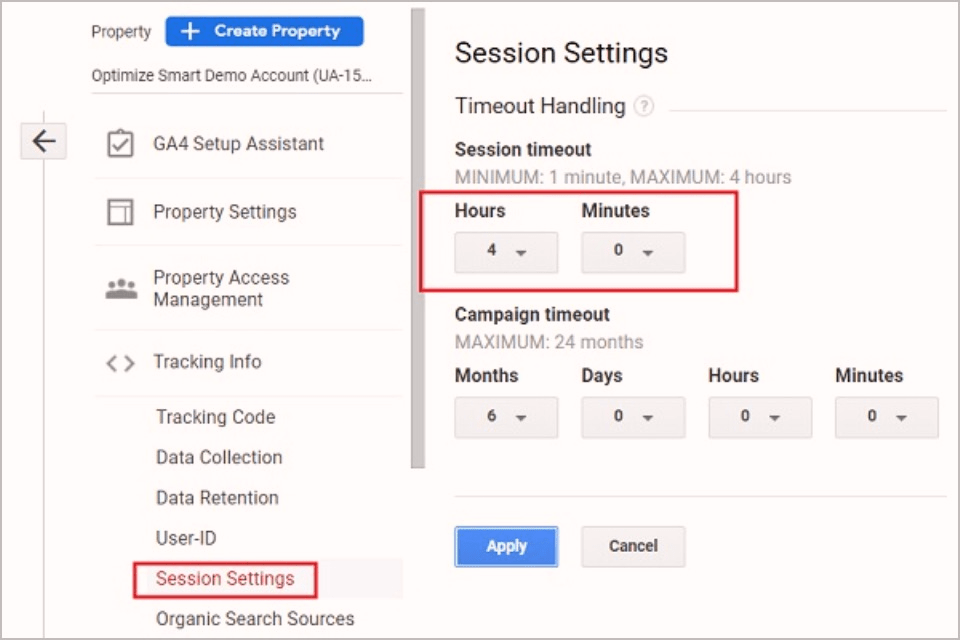 Property
+ Create Property
Optimize Smart Demo Account (UA-15...
GA4 Setup Assistant
Property Settings
Property Access
Management
Tracking Info
Tracking Code
Data Collection
Data Retention
User-ID
Session Settings
Organic Search Sources
Session Settings
Timeout Handling ?
Session timeout
MINIMUM: 1 minute, MAXIMUM: 4 hours
Hours Minutes
4 0
Campaign timeout
MAXIMUM: 24 months
Months Days Hours Minutes
6 0 0 0
Apply Cancel